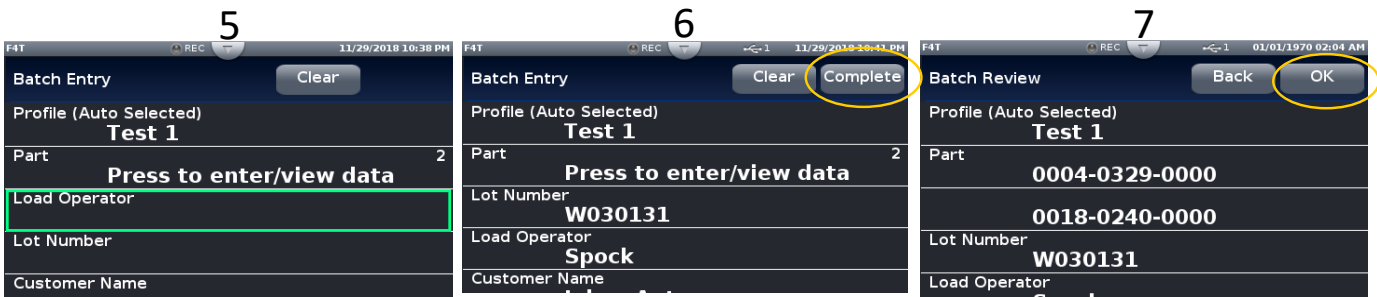 5
F4T REC 11/29/2018 10:38 PM
Batch Entry Clear
Profile (Auto Selected)
Test 1
Part 2
Press to enter/view data
Load Operator
Lot Number
Customer Name
6
F4T REC 1 11/29/2018 10:41 PM
Batch Entry Clear Complete
Profile (Auto Selected)
Test 1
Part 2
Press to enter/view data
Lot Number
W030131
Load Operator
Spock
Customer Name
7
F4T REC 1 01/01/1970 02:04 AM
Batch Review Back OK
Profile (Auto Selected)
Test 1
Part
0004-0329-0000
0018-0240-0000
Lot Number
W030131
Load Operator